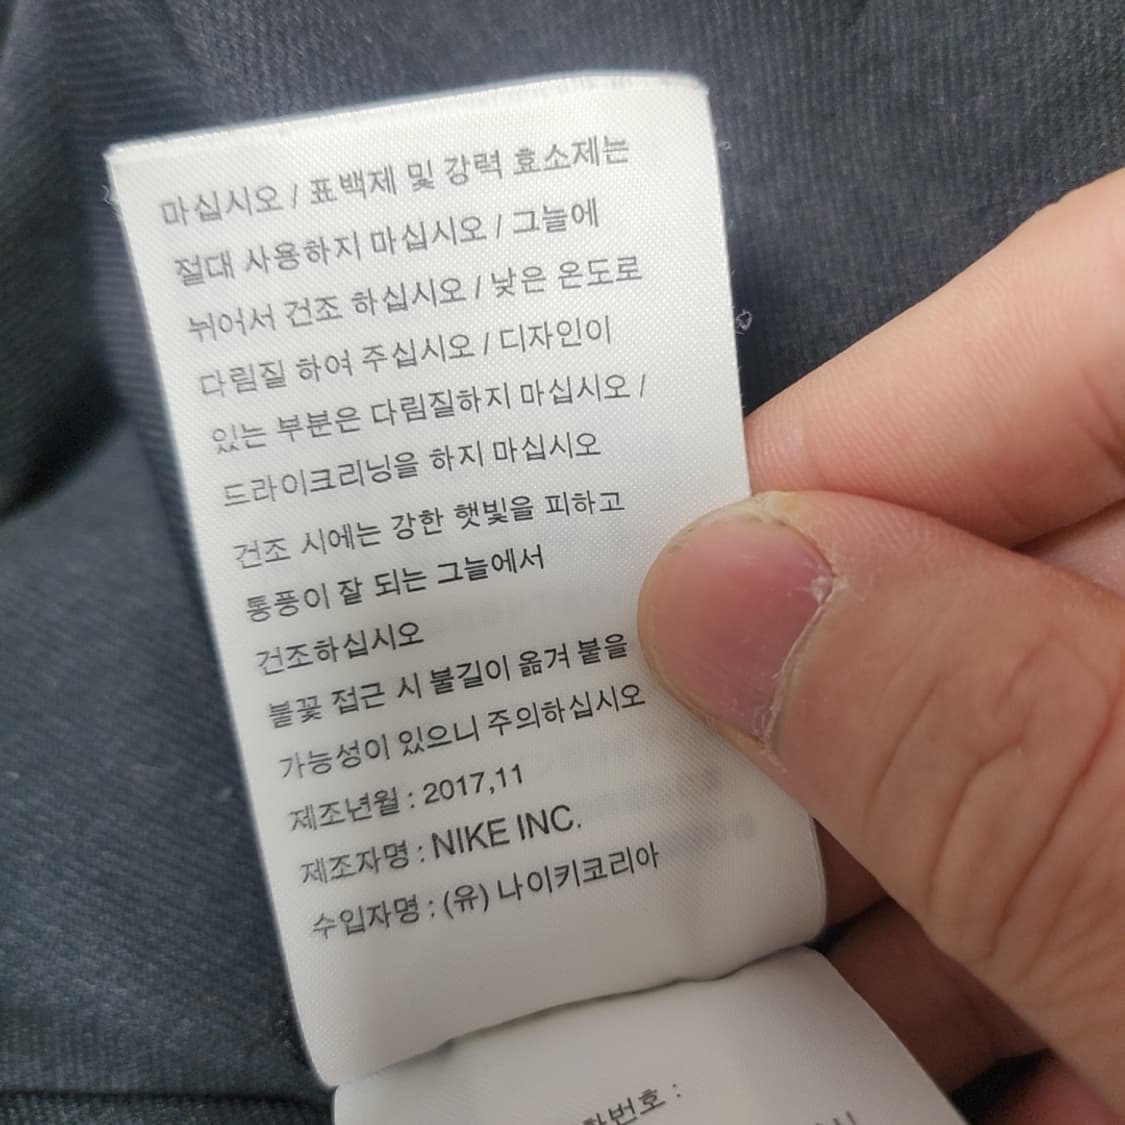 마십시오 / 표백제 및 강력 효소제는
절대 사용하지 마십시오 / 그늘에
뉘어서 건조 하십시오 / 낮은 온도로
다림질 하여 주십시오 / 디자인이
있는 부분은 다림질하지 마십시오 /
드라이크리닝을 하지 마십시오
건조 시에는 강한 햇빛을 피하고
통풍이 잘 되는 그늘에서
건조하십시오
불꽃 접근 시 불길이 옮겨 붙을
가능성이 있으니 주의하십시오
제조년월 : 2017,11
제조자명 : NIKE INC.
수입자명 : (유) 나이키코리아